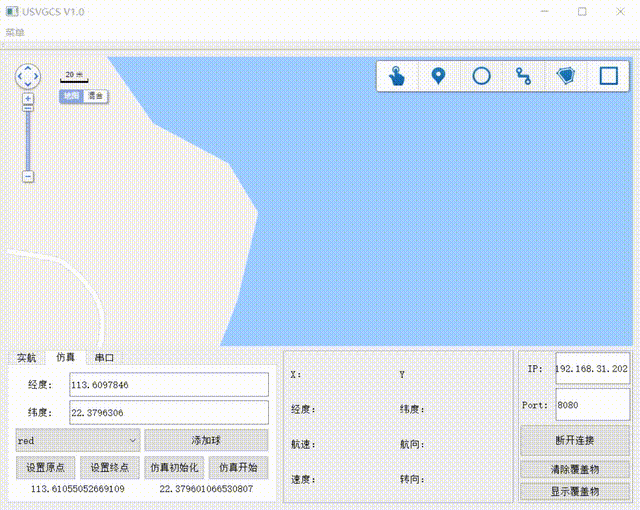 USVGCS V1.0
菜单
20 米
地图 混合
实航 仿真 串口
经度: 113.6097846
纬度: 22.3796306
red 添加球
设置原点 设置终点 仿真初始化 仿真开始
113.61055052669109 22.379601066530807
X: Y
经度: 纬度:
航速: 航向:
速度: 转向:
IP: 192.168.31.202
Port: 8080
断开连接
清除覆盖物
显示覆盖物